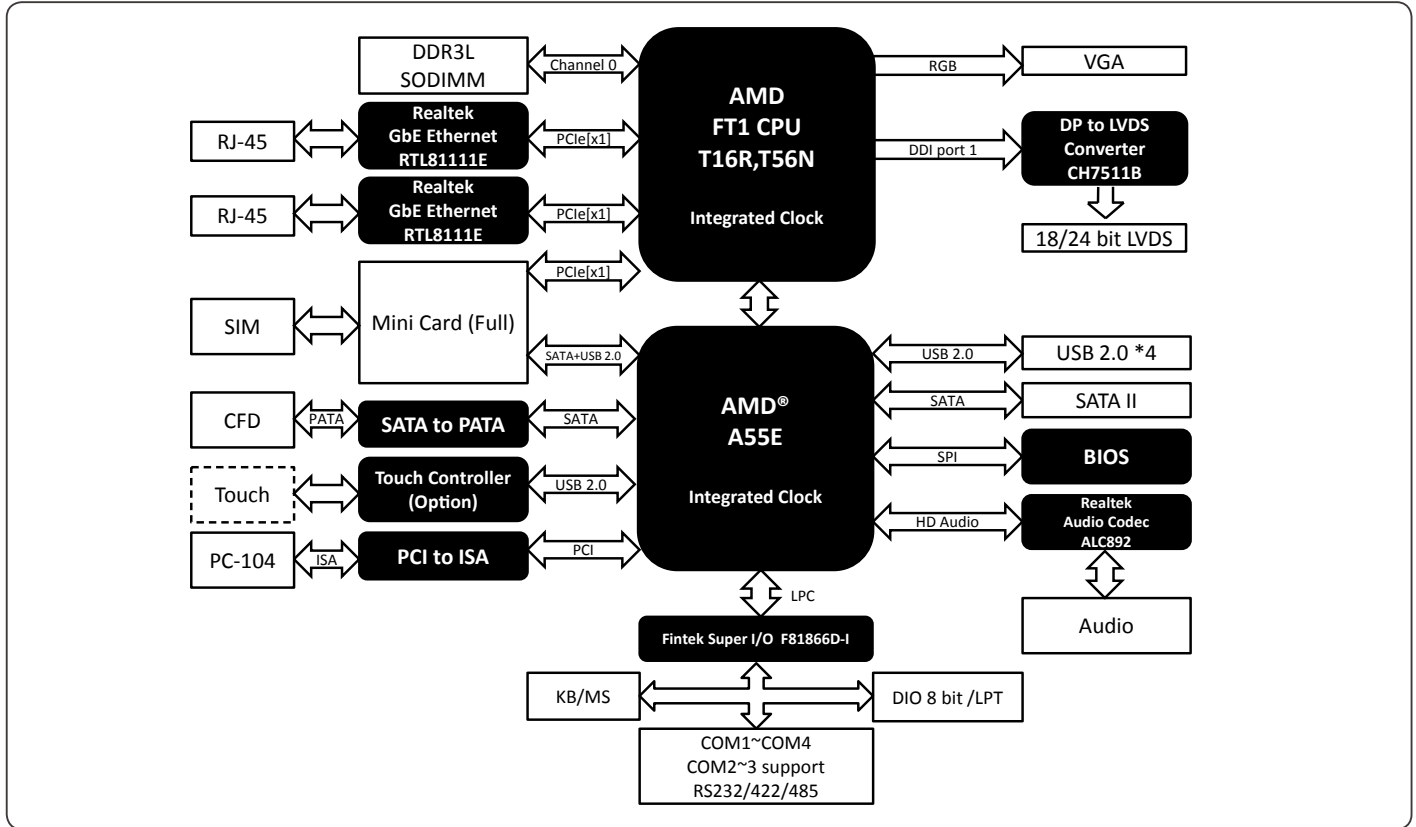 DDR3L
SODIMM
Channel 0
AMD
FT1 CPU
T16R,T56N
Integrated Clock
RGB
VGA
RJ-45
Realtek
GbE Ethernet
RTL81111E
PCIe[x1]
DDI port 1
DP to LVDS
Converter
CH7511B
RJ-45
Realtek
GbE Ethernet
RTL8111E
PCIe[x1]
18/24 bit LVDS
SIM
Mini Card (Full)
PCIe[x1]
SATA+USB 2.0
AMD®
A55E
Integrated Clock
USB 2.0
USB 2.0 *4
SATA
SATA II
CFD
PATA
SATA to PATA
SATA
SPI
BIOS
Touch
Touch Controller
(Option)
USB 2.0
HD Audio
Realtek
Audio Codec
ALC892
PC-104
ISA
PCI to ISA
PCI
LPC
Audio
Fintek Super I/O F81866D-I
KB/MS
DIO 8 bit /LPT
COM1~COM4
COM2~3 support
RS232/422/485